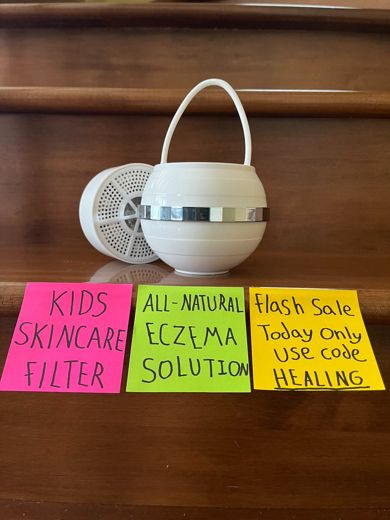 KIDS
SKINCARE
FILTER
ALL-NATURAL
ECZEMA
SOLUTION
Flash Sale
Today only
use code
HEALING